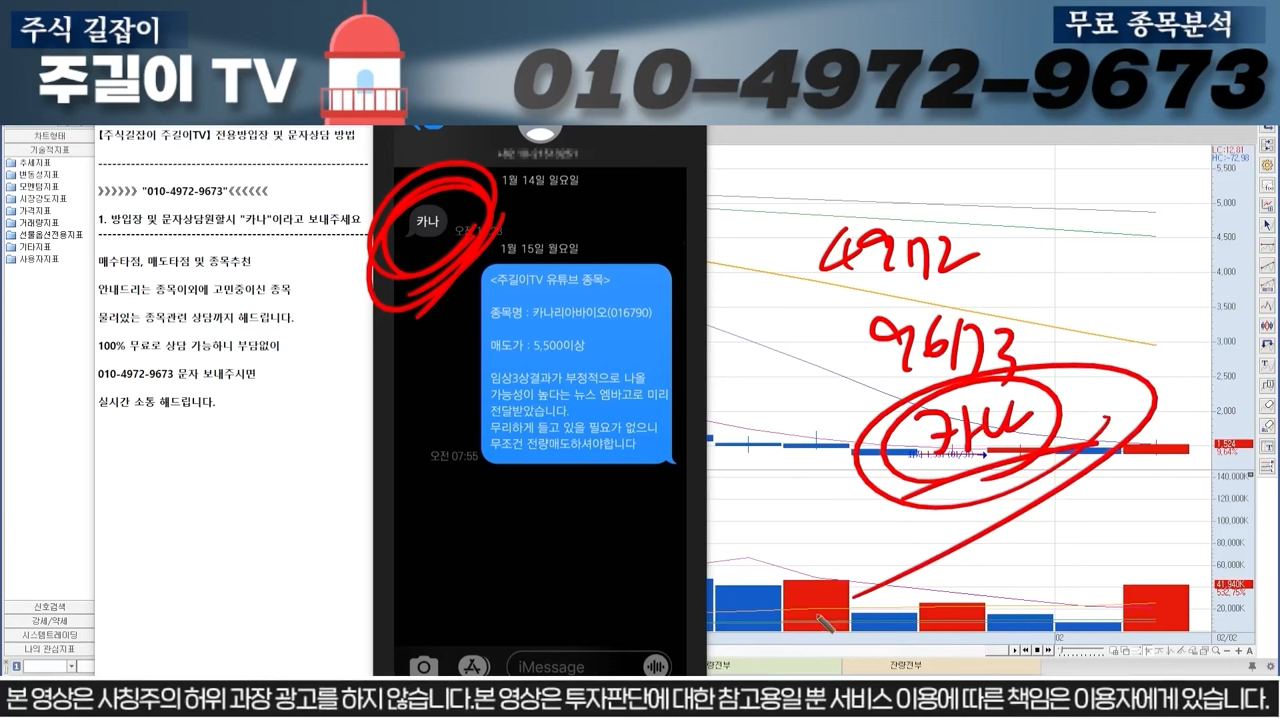 주식 길잡이
주길이 TV
무료 종목분석
010-4972-9673
차트형태
기술적지표
추세지표
변동성지표
모멘텀지표
시장강도지표
가격지표
거래량지표
선물옵션전용지표
기타지표
사용자지표
신호검색
강세/약세
시스템트레이딩
나의 관심지표
【주식길잡이 주길이TV】 전용방입장 및 문자상담 방법
》》》》》》 "010-4972-9673"《《《《《《
1. 방입장 및 문자상담원할시 "카나"이라고 보내주세요
매수타점, 매도타점 및 종목추천
안내드리는 종목이외에 고민중이신 종목
물려있는 종목관련 상담까지 해드립니다.
100% 무료로 상담 가능하니 부담없이
010-4972-9673 문자 보내주시면
실시간 소통 해드립니다.
1월 14일 일요일
카나
1월 15일 월요일
<주길이TV 유튜브 종목>
종목명 : 카나리아바이오(016790)
매도가 : 5,500이상
임상3상결과가 부정적으로 나올
가능성이 높다는 뉴스 엠바고로 미리
전달받았습니다.
무리하게 들고 있을 필요가 없으니
무조건 전량매도하셔야합니다
오전 07:55
iMessage
4972
9673
카나
LC:12,81
HC:-72,98
5,500
5,000
4,500
4,000
3,500
3,000
2,500
2,000
1,524
9,64%
140,000K
120,000K
100,000K
80,000K
60,000K
41,940K
532,75%
20,000K
02
02/02
잔량전부
본 영상은 사칭주의 허위 과장 광고를 하지 않습니다.본 영상은 투자판단에 대한 참고용일 뿐 서비스 이용에 따른 책임은 이용자에게 있습니다.